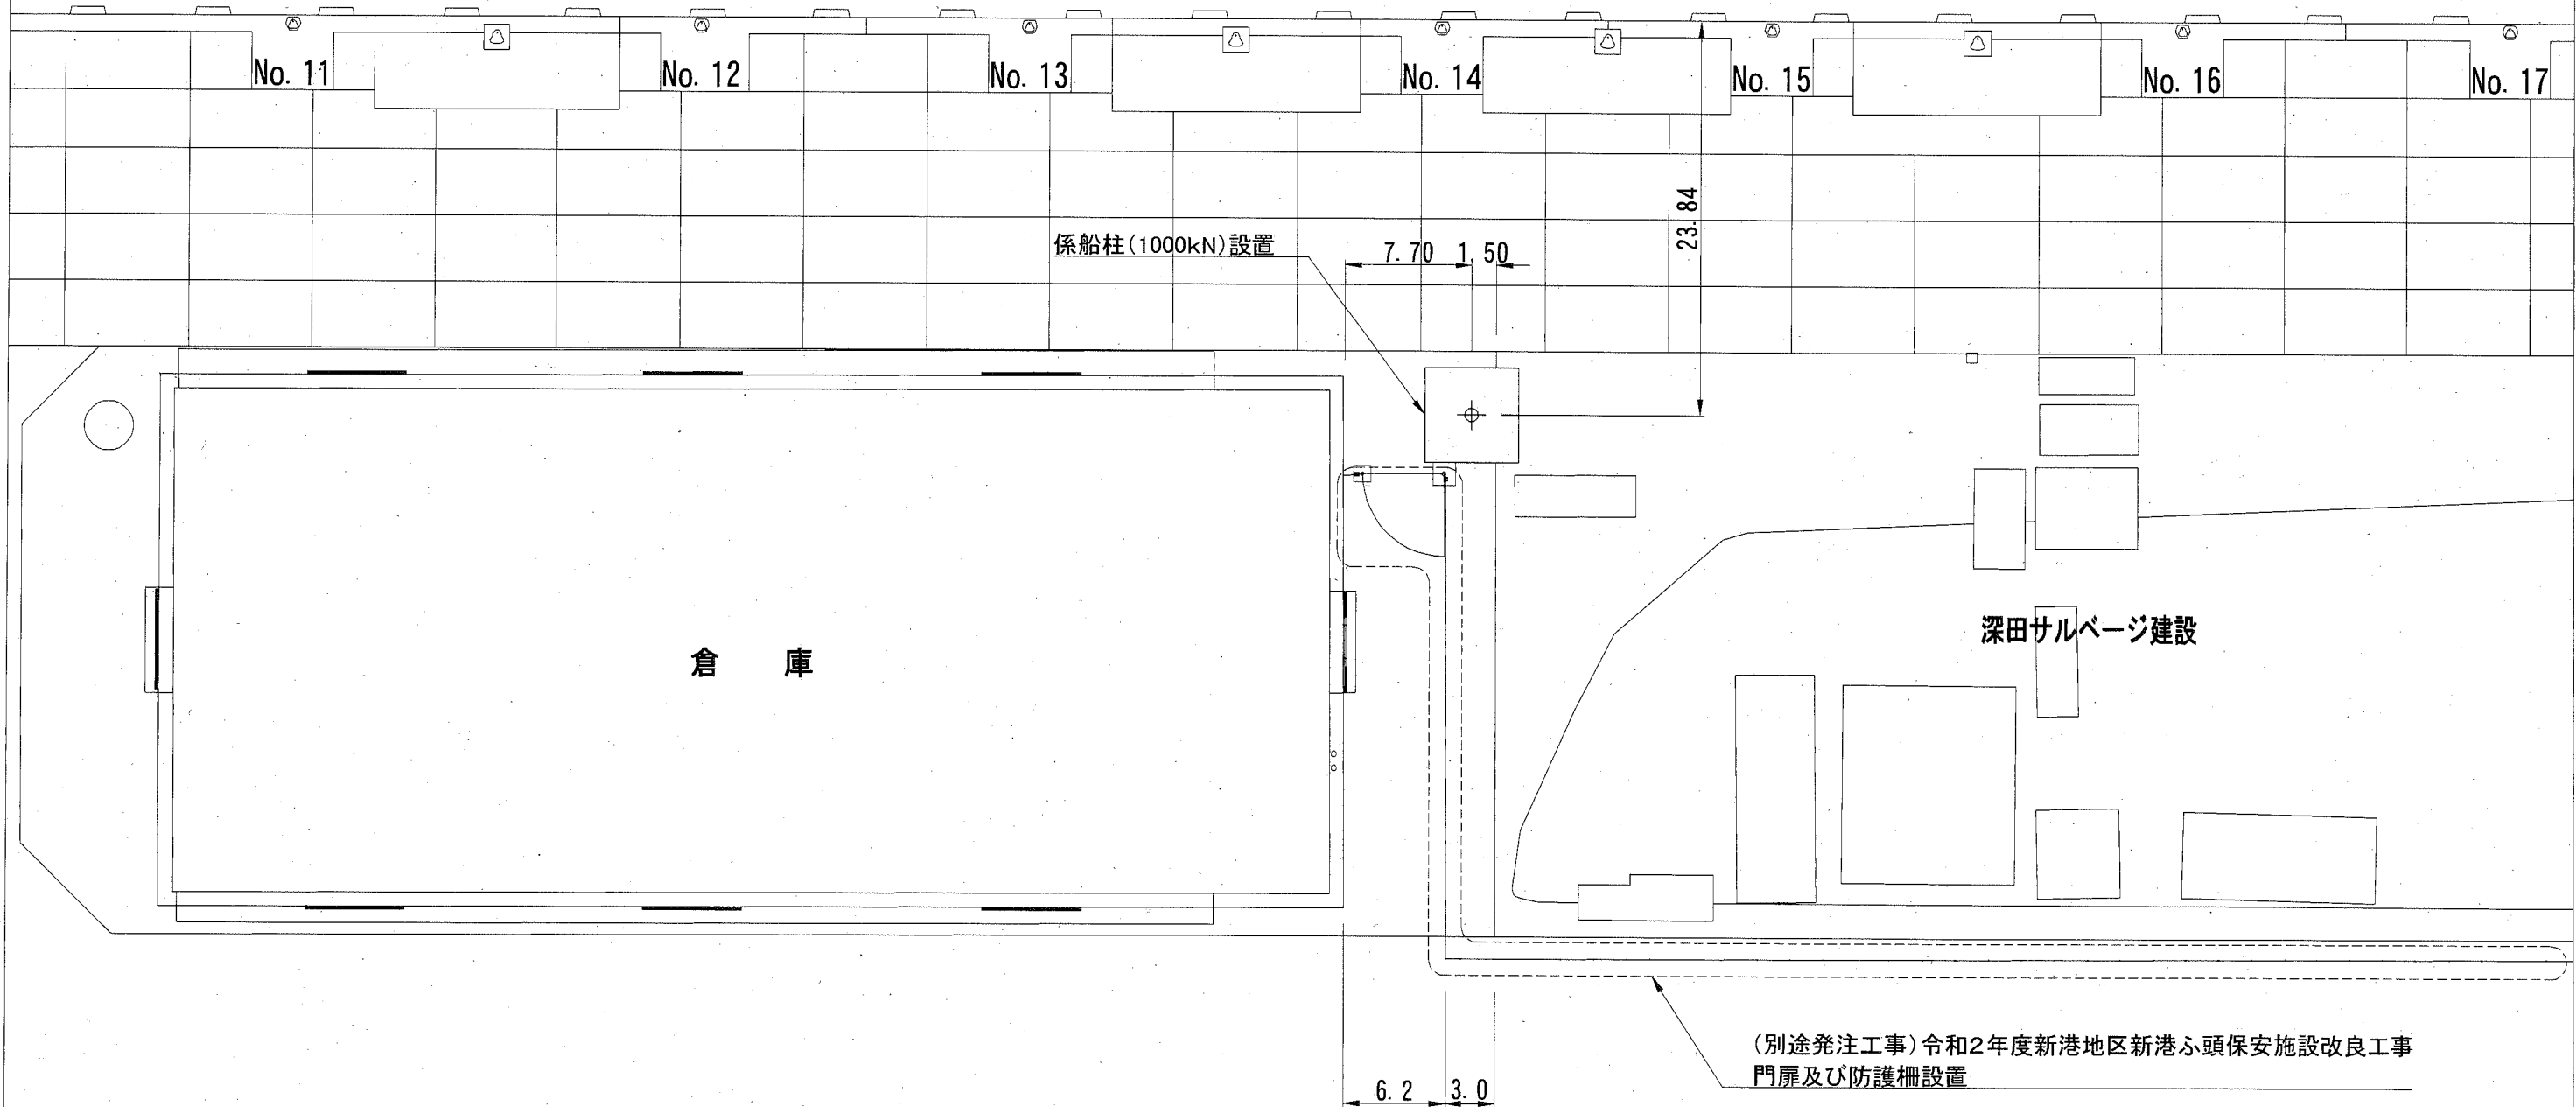 No. 11
No. 12
No. 13
No. 14
No. 15
No. 16
No. 17
係船柱(1000kN)設置
7. 70
1. 50
23. 84
倉　庫
深田サルベージ建設
(別途発注工事)令和2年度新港地区新港ふ頭保安施設改良工事
門扉及び防護柵設置
6. 2
3. 0